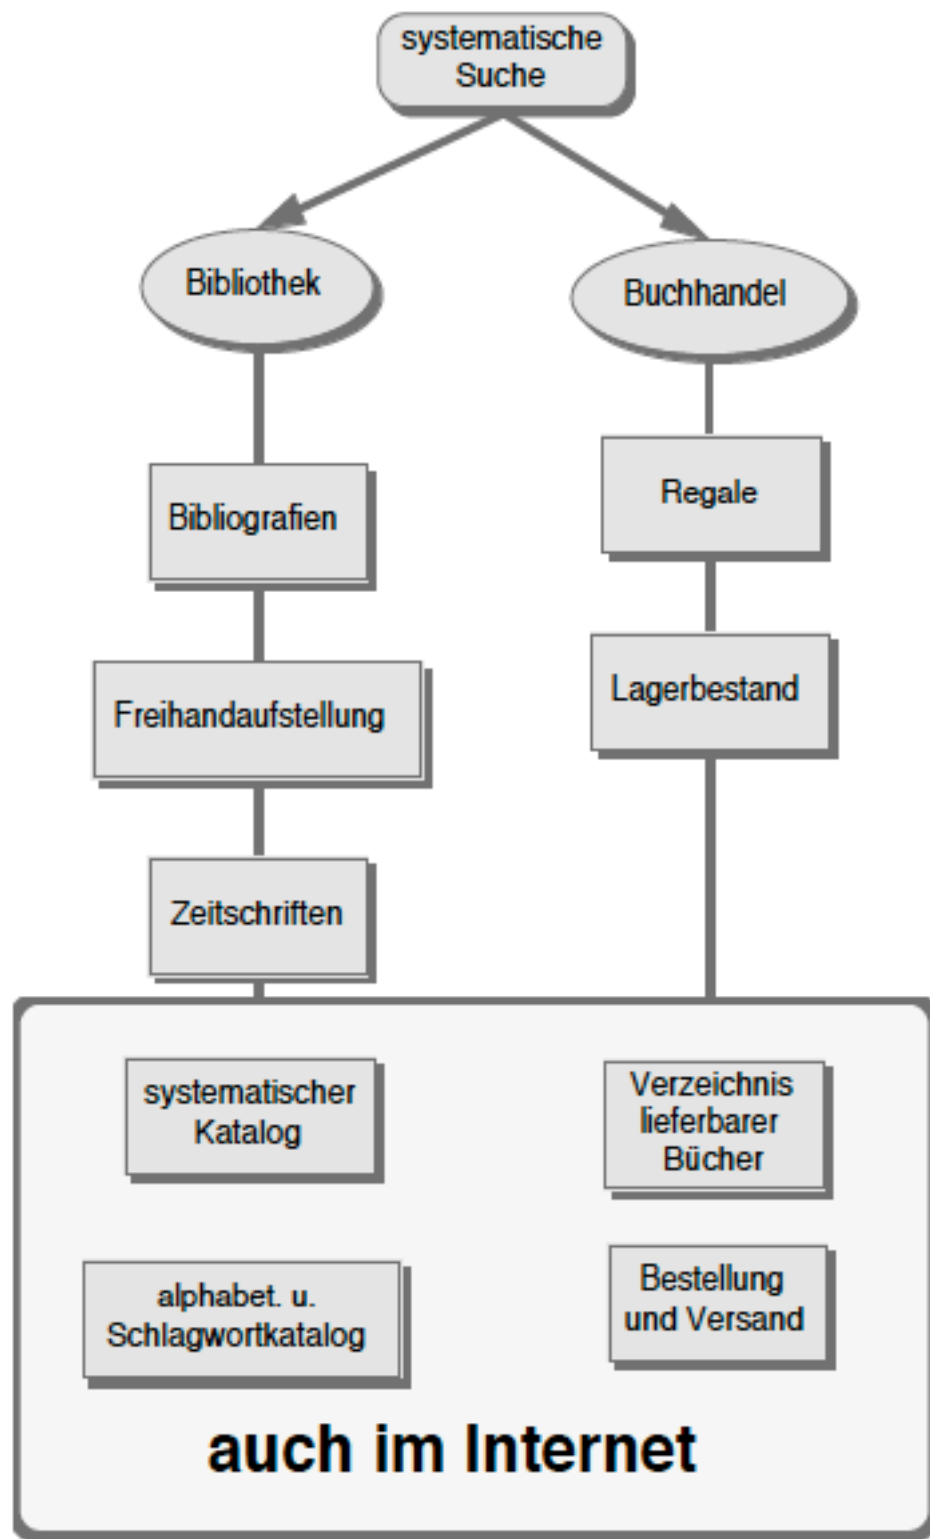 systematische
Suche
Bibliothek
Buchhandel
Bibliografien
Regale
Freihandaufstellung
Lagerbestand
Zeitschriften
systematischer
Katalog
Verzeichnis
lieferbarer
Bücher
alphabet. u.
Schlagwortkatalog
Bestellung
und Versand
auch im Internet